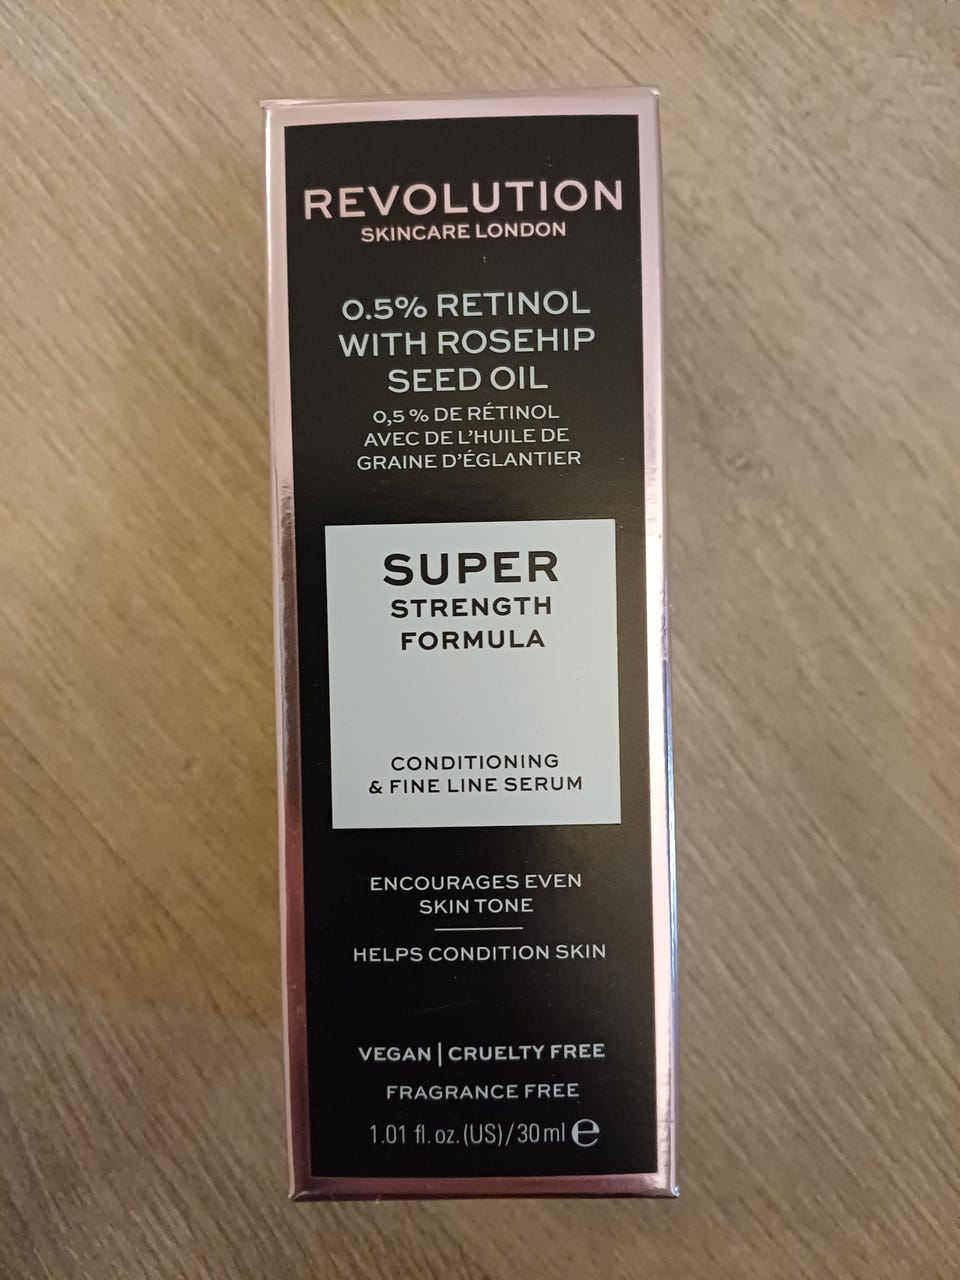 REVOLUTION
SKINCARE LONDON
0.5% RETINOL
WITH ROSEHIP
SEED OIL
0,5 % DE RÉTINOL
AVEC DE L'HUILE DE
GRAINE D'ÉGLANTIER
SUPER
STRENGTH
FORMULA
CONDITIONING
& FINE LINE SERUM
ENCOURAGES EVEN
SKIN TONE
HELPS CONDITION SKIN
VEGAN | CRUELTY FREE
FRAGRANCE FREE
1.01 fl. oz. (US) / 30 ml ℮